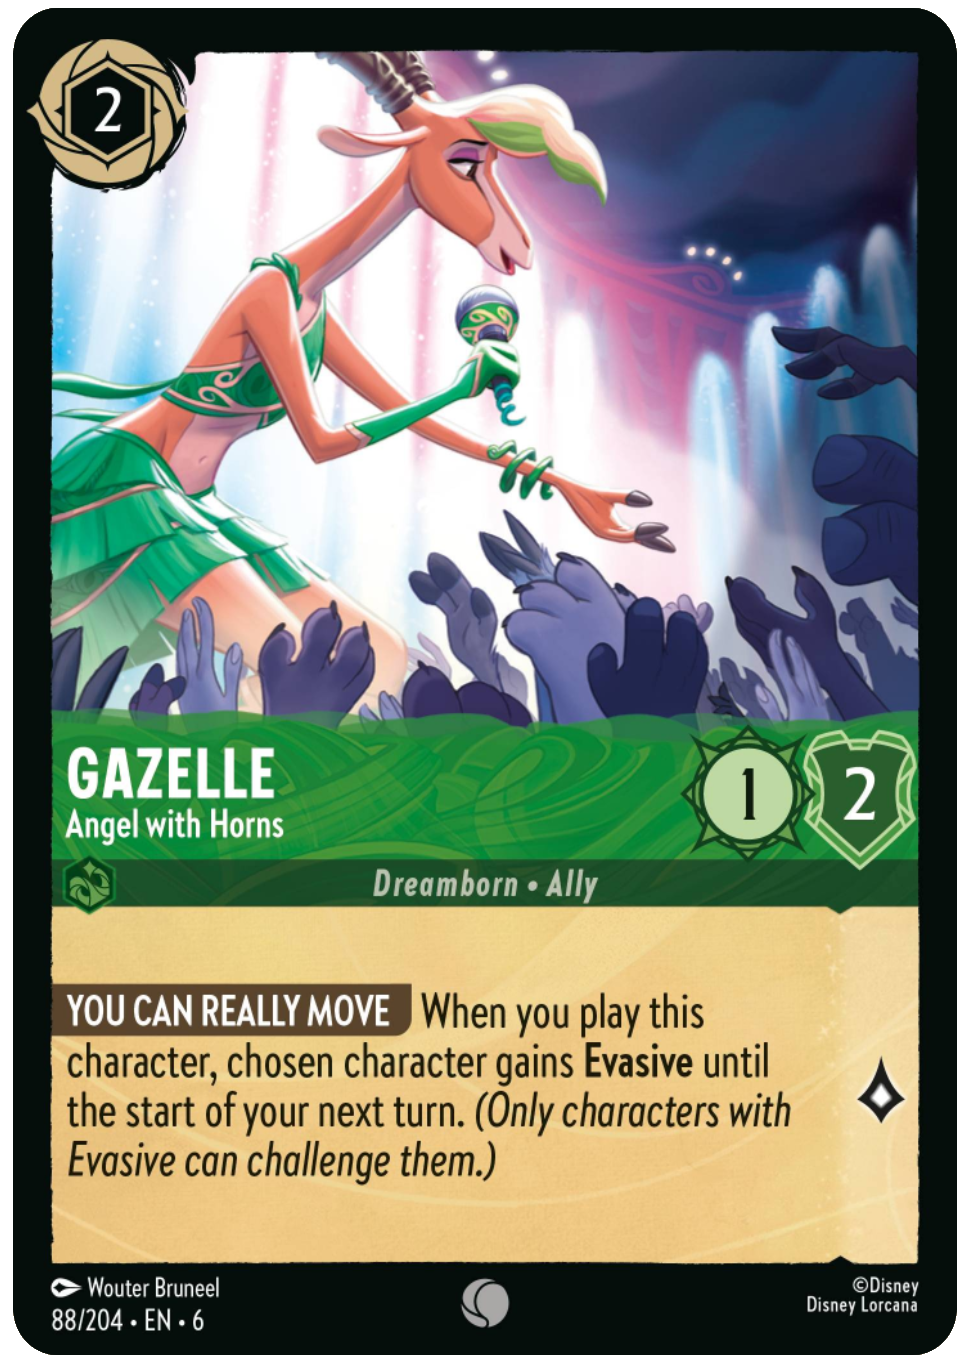 2
GAZELLE
Angel with Horns
1
2
Dreamborn • Ally
YOU CAN REALLY MOVE When you play this
character, chosen character gains Evasive until
the start of your next turn. (Only characters with
Evasive can challenge them.)
Wouter Bruneel
88/204 • EN • 6
©Disney
Disney Lorcana